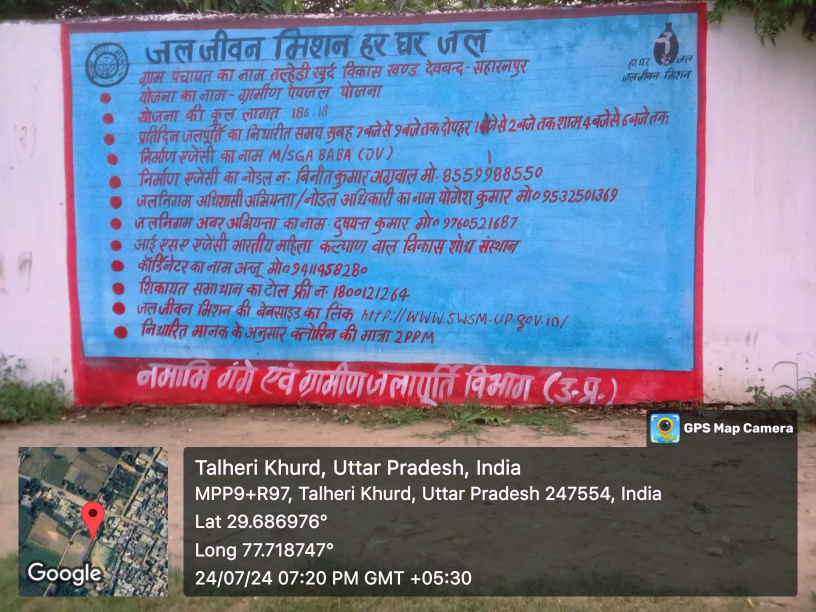 जल जीवन मिशन हर घर जल
हर घर जल
जल जीवन मिशन
ग्राम पंचायत का नाम तल्हेडी खुर्द विकास खण्ड देवबन्द - सहारनपुर
योजना का नाम - ग्रामीण पेयजल योजना
योजना की कुल लागत 186.18
प्रतिदिन जलपूर्ति का निर्धारीत समय सुबह 7 बजे से 9 बजे तक दोपहर 1 बजे से 2 बजे तक शाम 4 बजे से 6 बजे तक
निर्माण एजेंसी का नाम M/S GA BABA (JV)
निर्माण एजेंसी का नोडल न. बिनीत कुमार अग्रवाल मो. 8559988550
जलनिगम अधिशासी अभियन्ता/नोडल अधिकारी का नाम योगेश कुमार मो० 9532501369
जलनिगम अबर अभियन्ता का नाम दुषयन्त कुमार मो० 9760521687
आई एस ए एजेंसी भारतीय महिला कल्याण वाल विकास शोध संस्थान
कॉर्डिनेटर का नाम अन्जू मो० 9411958280
शिकायत समाधान का टोल फ्री न. 1800121264
जल जीवन मिशन की बेबसाइड का लिंक http://www.swsm.up.gov.in/
निर्धारित मानक के अनुसार क्लोरिन की मात्रा 2PPM
नमामि गंगे एवं ग्रामीण जलापूर्ति विभाग (उ.प्र.)
GPS Map Camera
Talheri Khurd, Uttar Pradesh, India
MPP9+R97, Talheri Khurd, Uttar Pradesh 247554, India
Lat 29.686976°
Long 77.718747°
24/07/24 07:20 PM GMT +05:30
Google